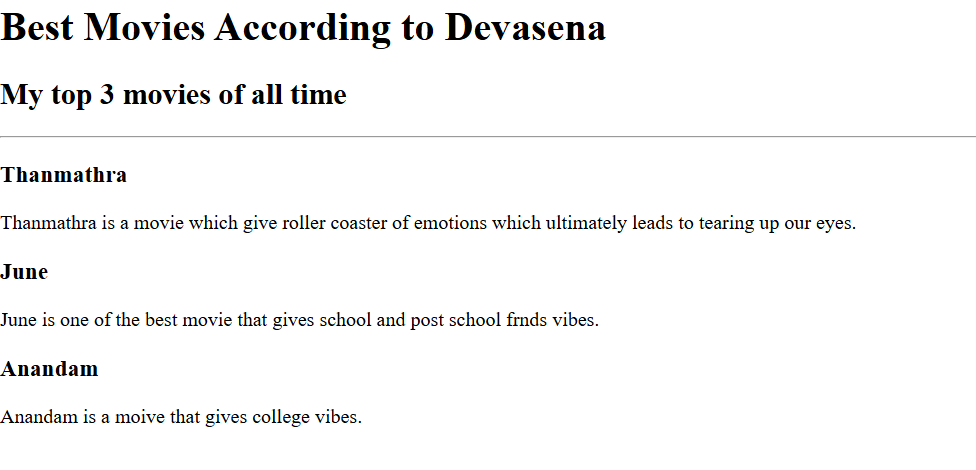 Best Movies According to Devasena
My top 3 movies of all time
Thanmathra
Thanmathra is a movie which give roller coaster of emotions which ultimately leads to tearing up our eyes.
June
June is one of the best movie that gives school and post school frnds vibes.
Anandam
Anandam is a moive that gives college vibes.